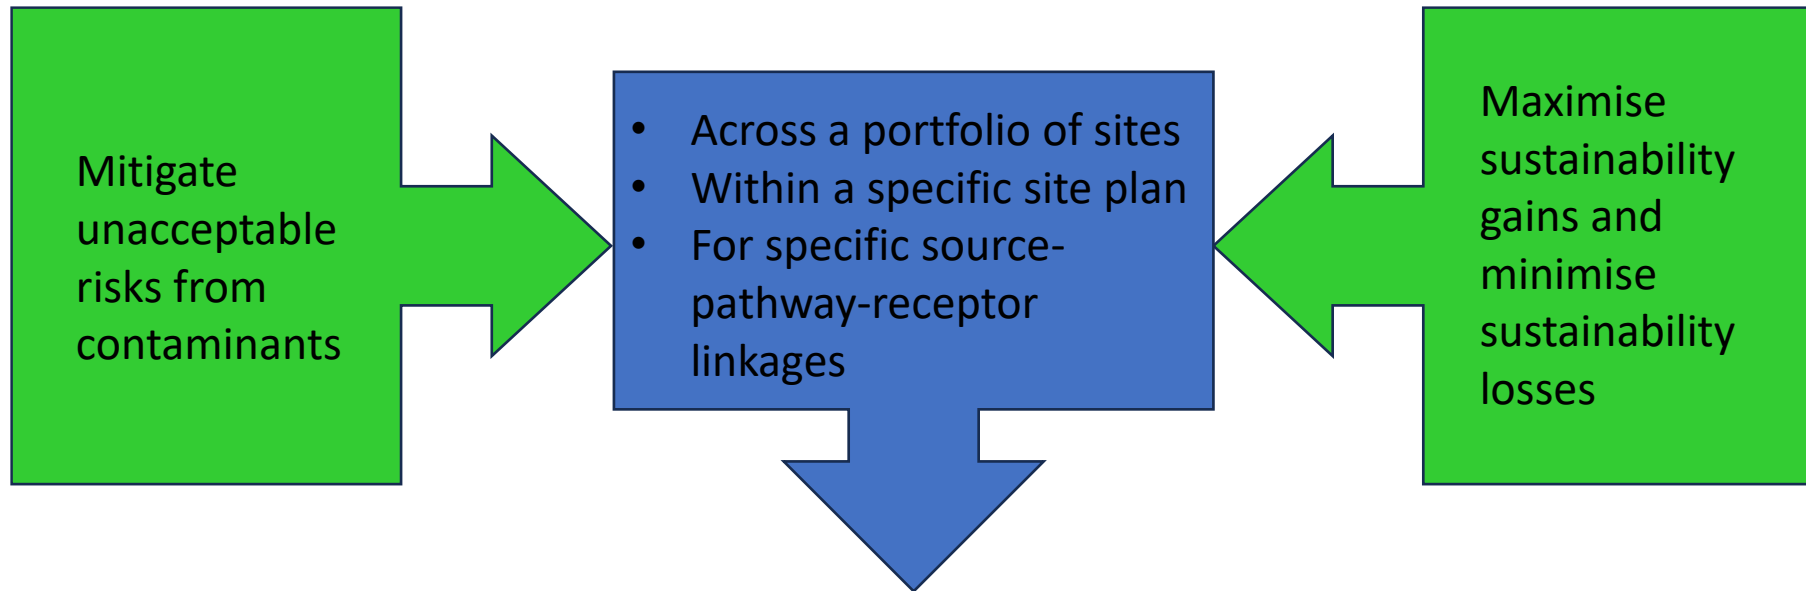 Mitigate
unacceptable
risks from
contaminants
• Across a portfolio of sites
• Within a specific site plan
• For specific source-
pathway-receptor
linkages
Maximise
sustainability
gains and
minimise
sustainability
losses